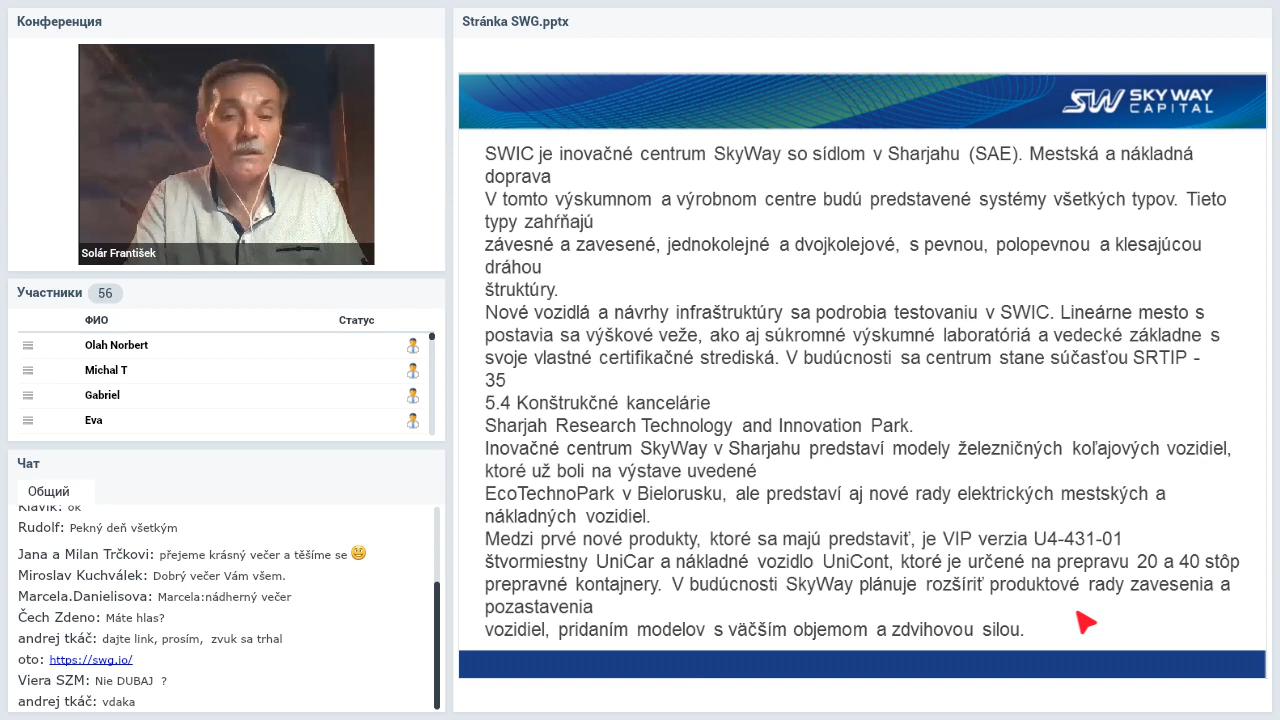 Конференция
Solár František
Участники 56
ФИО Статус
Olah Norbert
Michal T
Gabriel
Eva
Чат
Общий
Klavik: ok
Rudolf: Pekný deň všetkým
Jana a Milan Trčkovi: přejeme krásný večer a těšíme se
Miroslav Kuchválek: Dobrý večer Vám všem.
Marcela.Danielisova: Marcela:nádherný večer
Čech Zdeno: Máte hlas?
andrej tkáč: dajte link, prosím, zvuk sa trhal
oto: https://swg.io/
Viera SZM: Nie DUBAJ ?
andrej tkáč: vdaka
Stránka SWG.pptx
SW SKY WAY
CAPITAL
SWIC je inovačné centrum SkyWay so sídlom v Sharjahu (SAE). Mestská a nákladná
doprava
V tomto výskumnom a výrobnom centre budú predstavené systémy všetkých typov. Tieto
typy zahŕňajú
závesné a zavesené, jednokolejné a dvojkolejové, s pevnou, polopevnou a klesajúcou
dráhou
štruktúry.
Nové vozidlá a návrhy infraštruktúry sa podrobia testovaniu v SWIC. Lineárne mesto s
postavia sa výškové veže, ako aj súkromné výskumné laboratóriá a vedecké základne s
svoje vlastné certifikačné strediská. V budúcnosti sa centrum stane súčasťou SRTIP -
35
5.4 Konštrukčné kancelárie
Sharjah Research Technology and Innovation Park.
Inovačné centrum SkyWay v Sharjahu predstaví modely železničných koľajových vozidiel,
ktoré už boli na výstave uvedené
EcoTechnoPark v Bielorusku, ale predstaví aj nové rady elektrických mestských a
nákladných vozidiel.
Medzi prvé nové produkty, ktoré sa majú predstaviť, je VIP verzia U4-431-01
štvormiestny UniCar a nákladné vozidlo UniCont, ktoré je určené na prepravu 20 a 40 stôp
prepravné kontajnery. V budúcnosti SkyWay plánuje rozšíriť produktové rady zavesenia a
pozastavenia
vozidiel, pridaním modelov s väčším objemom a zdvihovou silou.